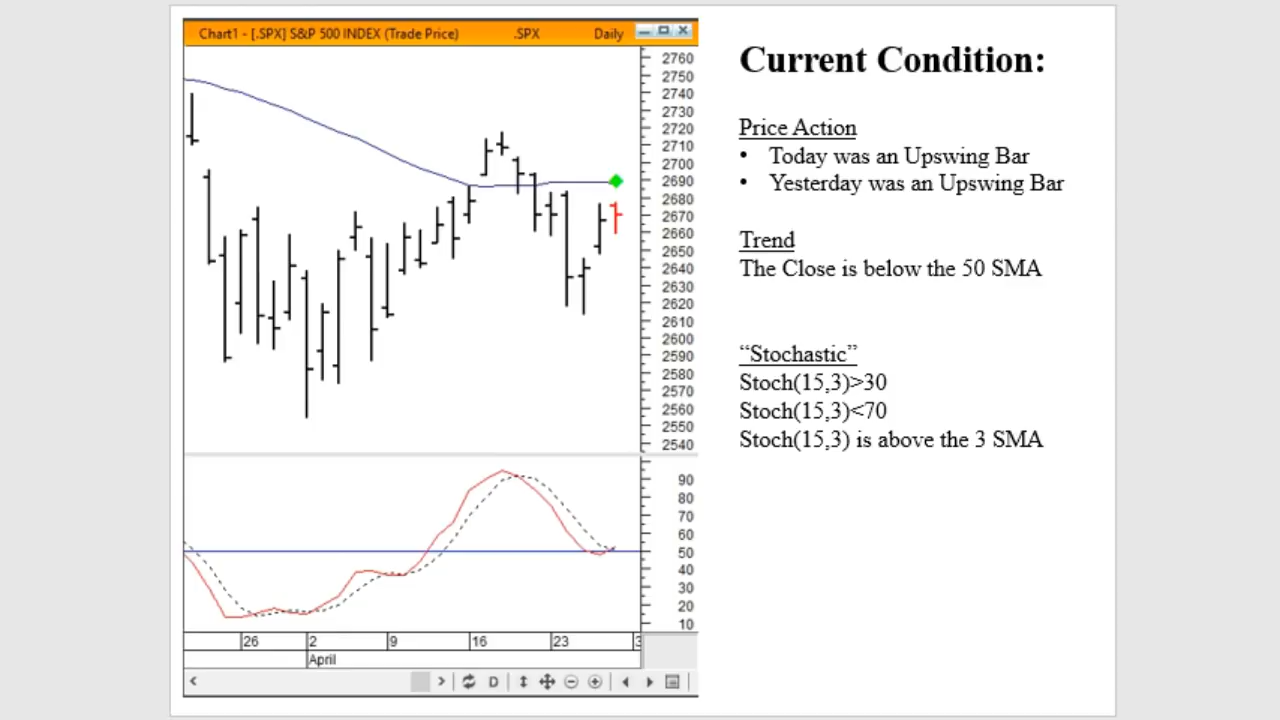 Chart1 - [.SPX] S&P 500 INDEX (Trade Price) .SPX Daily
2760
2750
2740
2730
2720
2710
2700
2690
2680
2670
2660
2650
2640
2630
2620
2610
2600
2590
2580
2570
2560
2550
2540
90
80
70
60
50
40
30
20
10
26 2 9 16 23 3
April
D
Current Condition:
Price Action
• Today was an Upswing Bar
• Yesterday was an Upswing Bar
Trend
The Close is below the 50 SMA
“Stochastic”
Stoch(15,3)>30
Stoch(15,3)<70
Stoch(15,3) is above the 3 SMA